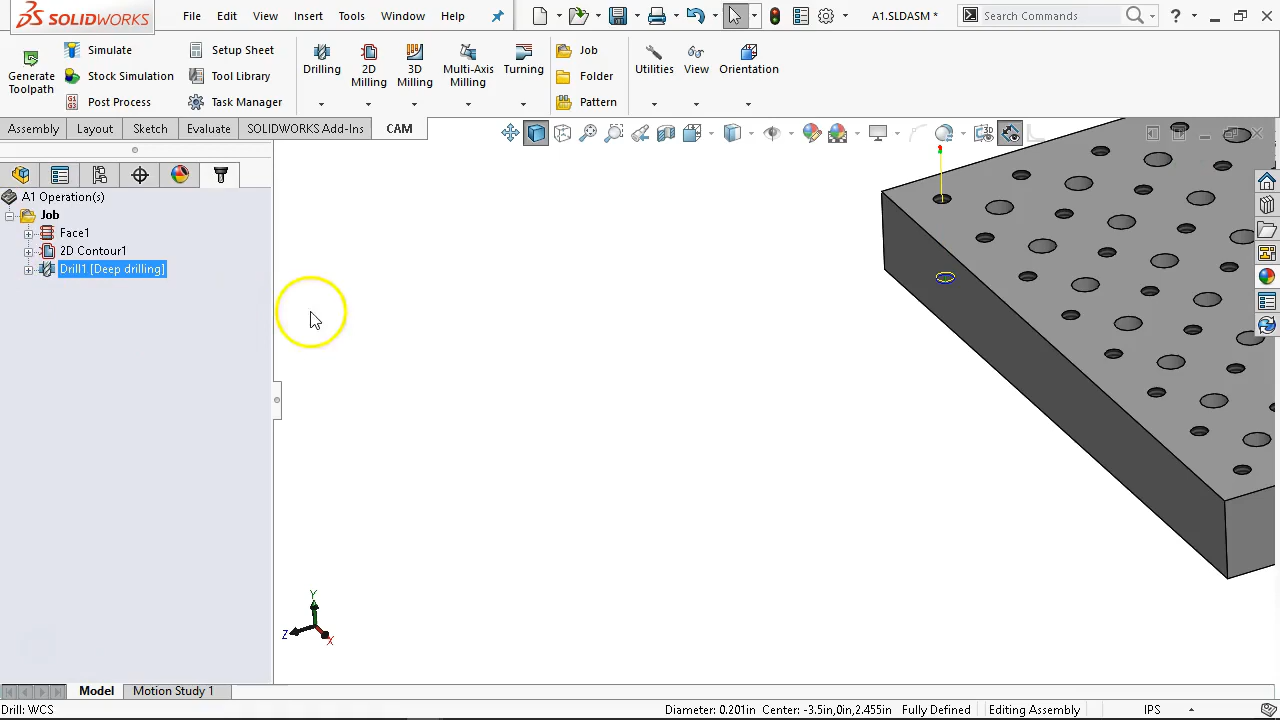 SOLIDWORKS
File Edit View Insert Tools Window Help
A1.SLDASM *
Search Commands
Generate Toolpath
Simulate
Stock Simulation
Post Process
Setup Sheet
Tool Library
Task Manager
Drilling
2D Milling
3D Milling
Multi-Axis Milling
Turning
Job
Folder
Pattern
Utilities
View
Orientation
Assembly Layout Sketch Evaluate SOLIDWORKS Add-Ins CAM
A1 Operation(s)
Job
Face1
2D Contour1
Drill1 [Deep drilling]
Y
Z
X
Model Motion Study 1
Drill: WCS
Diameter: 0.201in Center: -3.5in,0in,2.455in Fully Defined Editing Assembly IPS